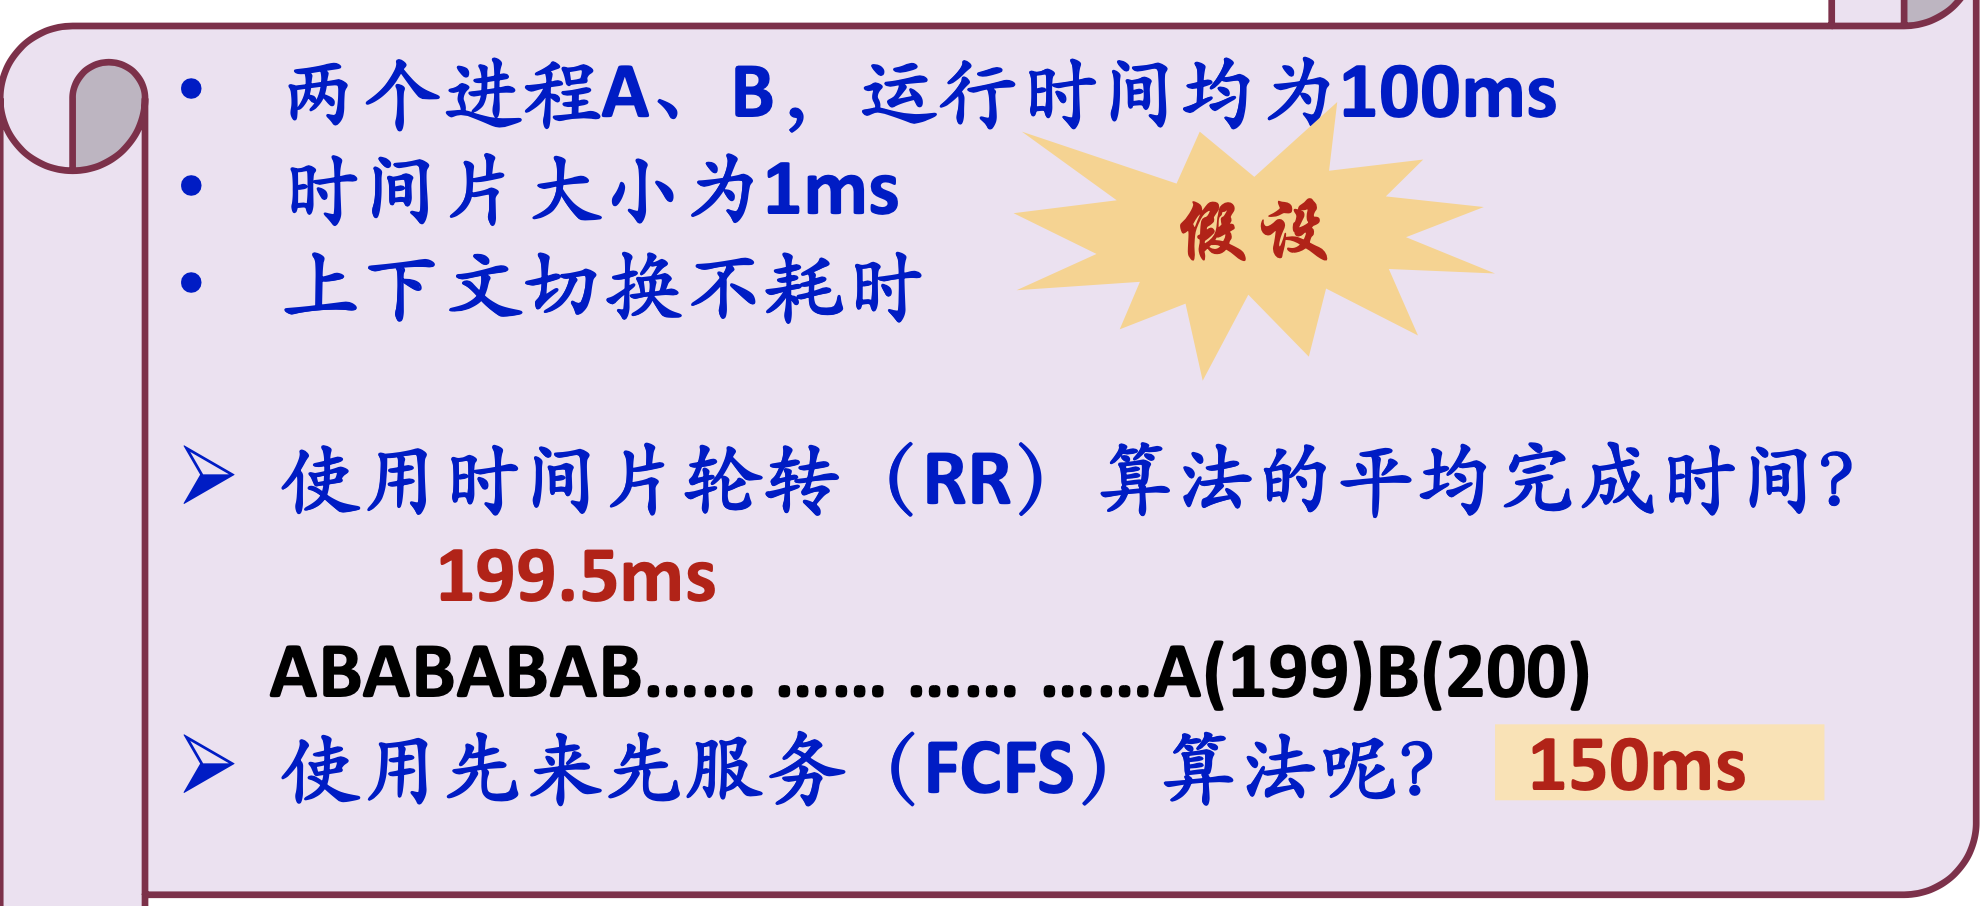 • 两个进程A、B，运行时间均为100ms
• 时间片大小为1ms
假设
• 上下文切换不耗时
➢ 使用时间片轮转（RR）算法的平均完成时间？
199.5ms
ABABABAB…… …… …… ……A(199)B(200)
➢ 使用先来先服务（FCFS）算法呢？ 150ms